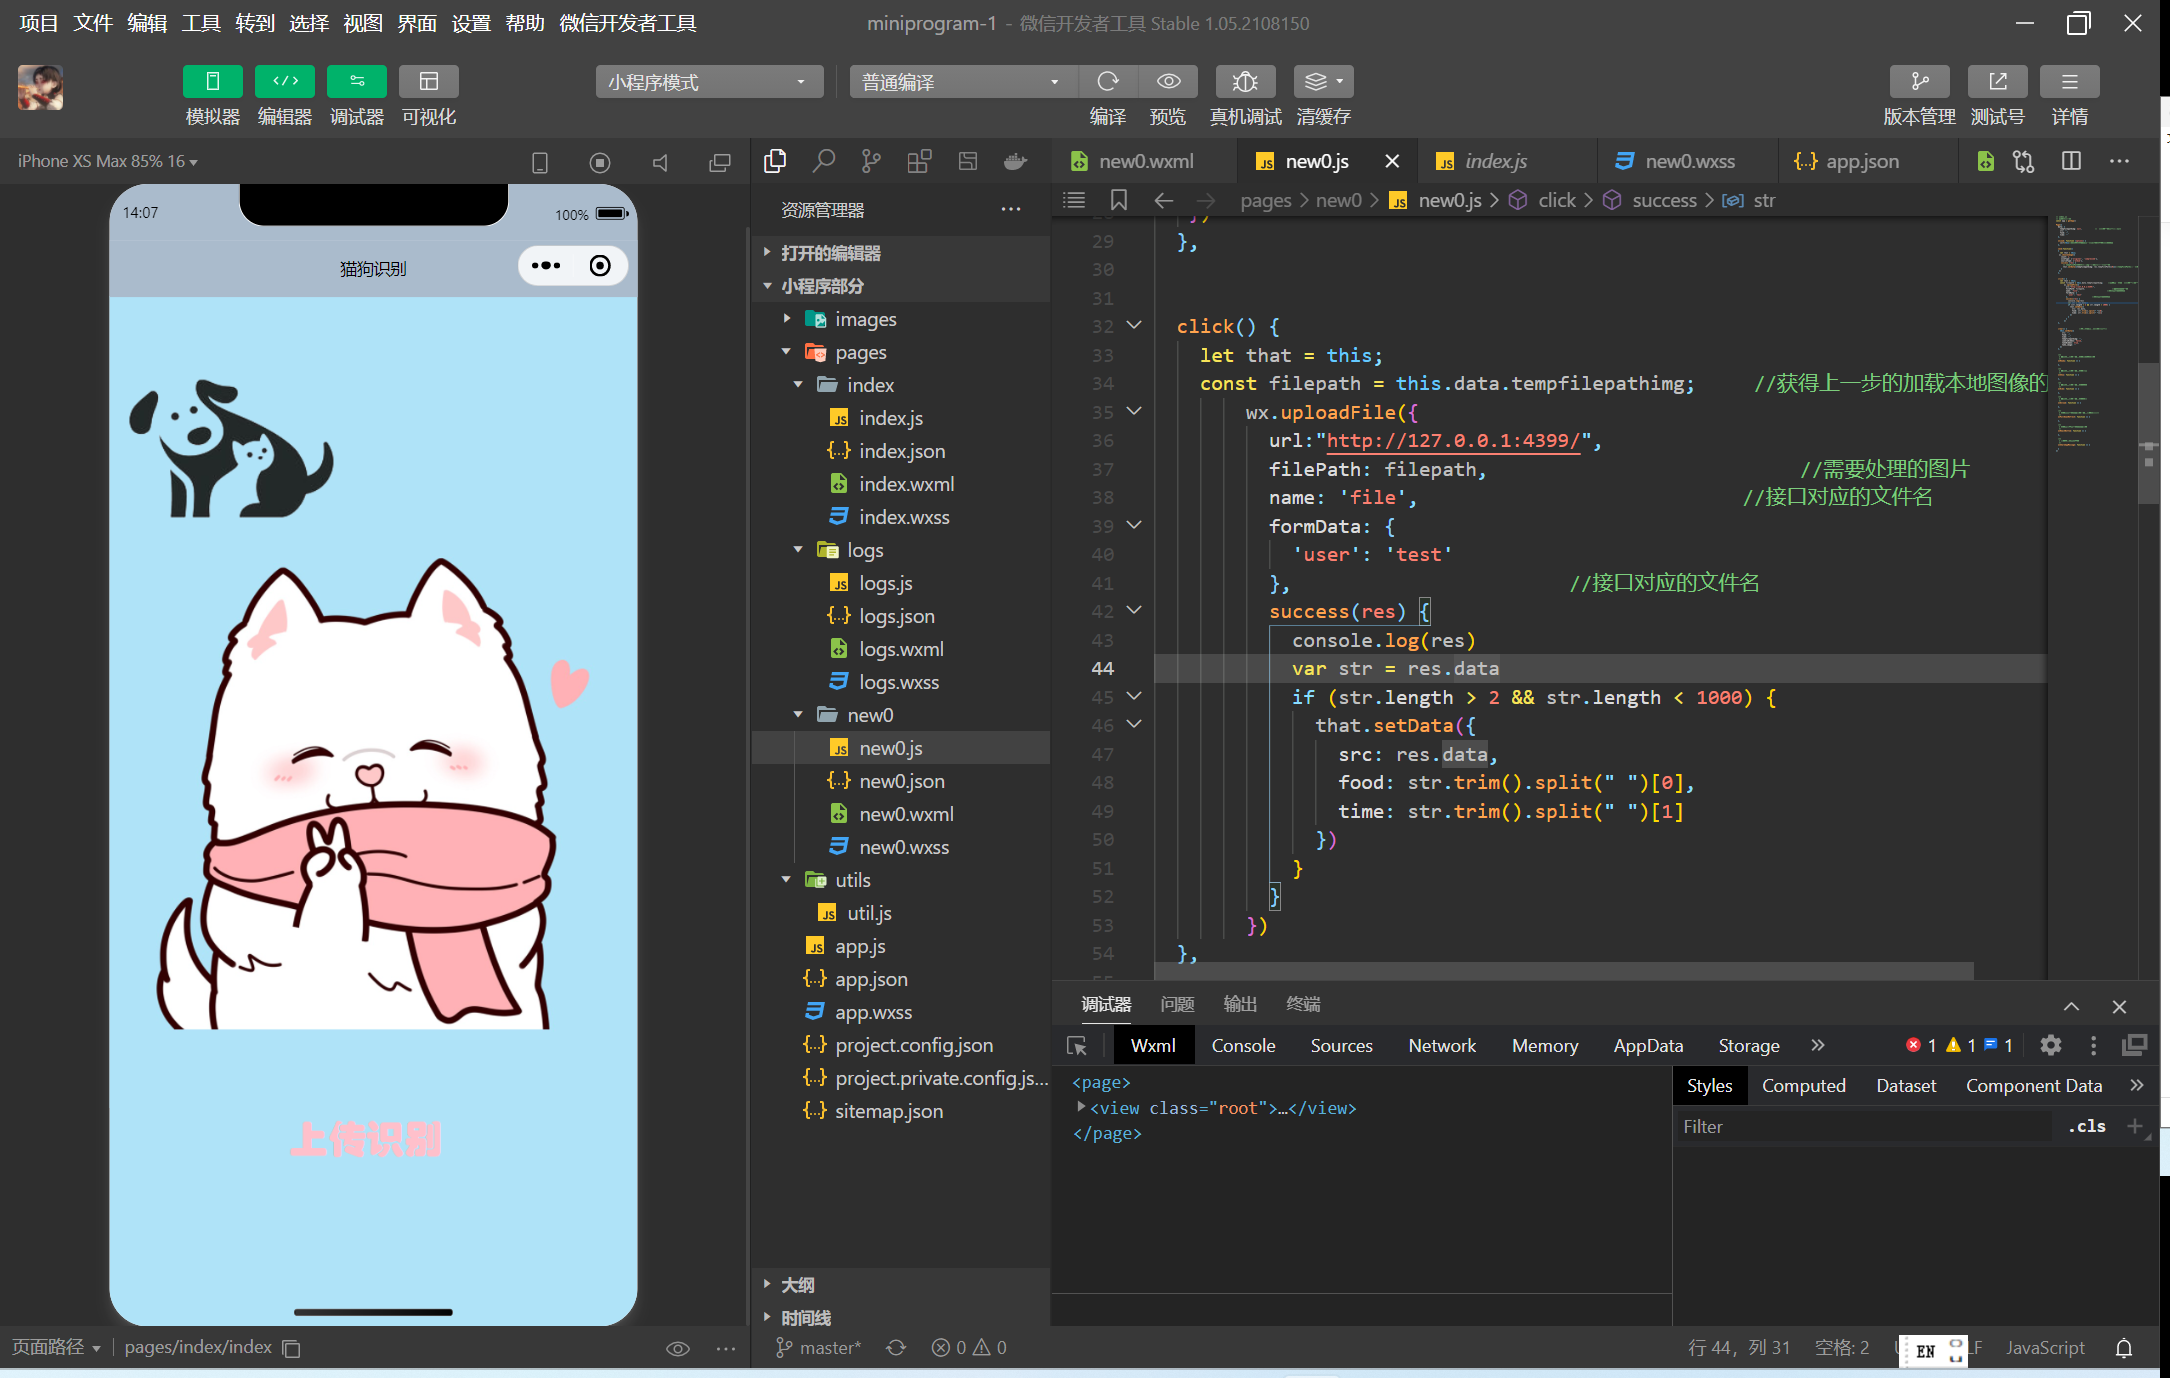 项目 文件 编辑 工具 转到 选择 视图 界面 设置 帮助 微信开发者工具
miniprogram-1 - 微信开发者工具 Stable 1.05.2108150
模拟器 编辑器 调试器 可视化
小程序模式
普通编译
编译 预览 真机调试 清缓存
版本管理 测试号 详情
iPhone XS Max 85% 16
14:07
100%
猫狗识别
上传识别
页面路径 pages/index/index
资源管理器
打开的编辑器
小程序部分
images
pages
index
index.js
index.json
index.wxml
index.wxss
logs
logs.js
logs.json
logs.wxml
logs.wxss
new0
new0.js
new0.json
new0.wxml
new0.wxss
utils
util.js
app.js
app.json
app.wxss
project.config.json
project.private.config.js...
sitemap.json
大纲
时间线
master* 0 0
new0.wxml new0.js index.js new0.wxss app.json
pages > new0 > new0.js > click > success > str
29 },
30
31
32 click() {
33 let that = this;
34 const filepath = this.data.tempfilepathimg; //获得上一步的加载本地图像的
35 wx.uploadFile({
36 url:"http://127.0.0.1:4399/",
37 filePath: filepath, //需要处理的图片
38 name: 'file', //接口对应的文件名
39 formData: {
40 'user': 'test'
41 }, //接口对应的文件名
42 success(res) {
43 console.log(res)
44 var str = res.data
45 if (str.length > 2 && str.length < 1000) {
46 that.setData({
47 src: res.data,
48 food: str.trim().split(" ")[0],
49 time: str.trim().split(" ")[1]
50 })
51 }
52 }
53 })
54 },
调试器 问题 输出 终端
Wxml Console Sources Network Memory AppData Storage 1 1 1
<page>
<view class="root">…</view>
</page>
Styles Computed Dataset Component Data
Filter .cls
行 44，列 31 空格: 2 LF JavaScript
EN